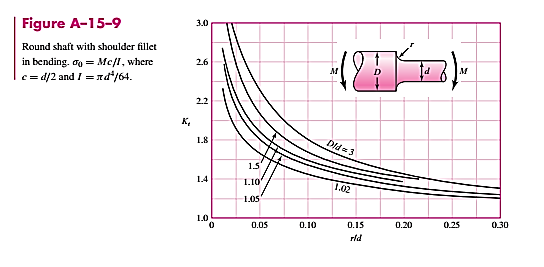 Figure A–15–9
Round shaft with shoulder fillet
in bending. σ₀ = Mc/I, where
c = d/2 and I = πd⁴/64.
3.0
2.6
2.2
1.8
1.4
1.0
Kₜ
r
M
D
d
M
D/d = 3
1.5
1.10
1.05
1.02
0
0.05
0.10
0.15
0.20
0.25
0.30
r/d